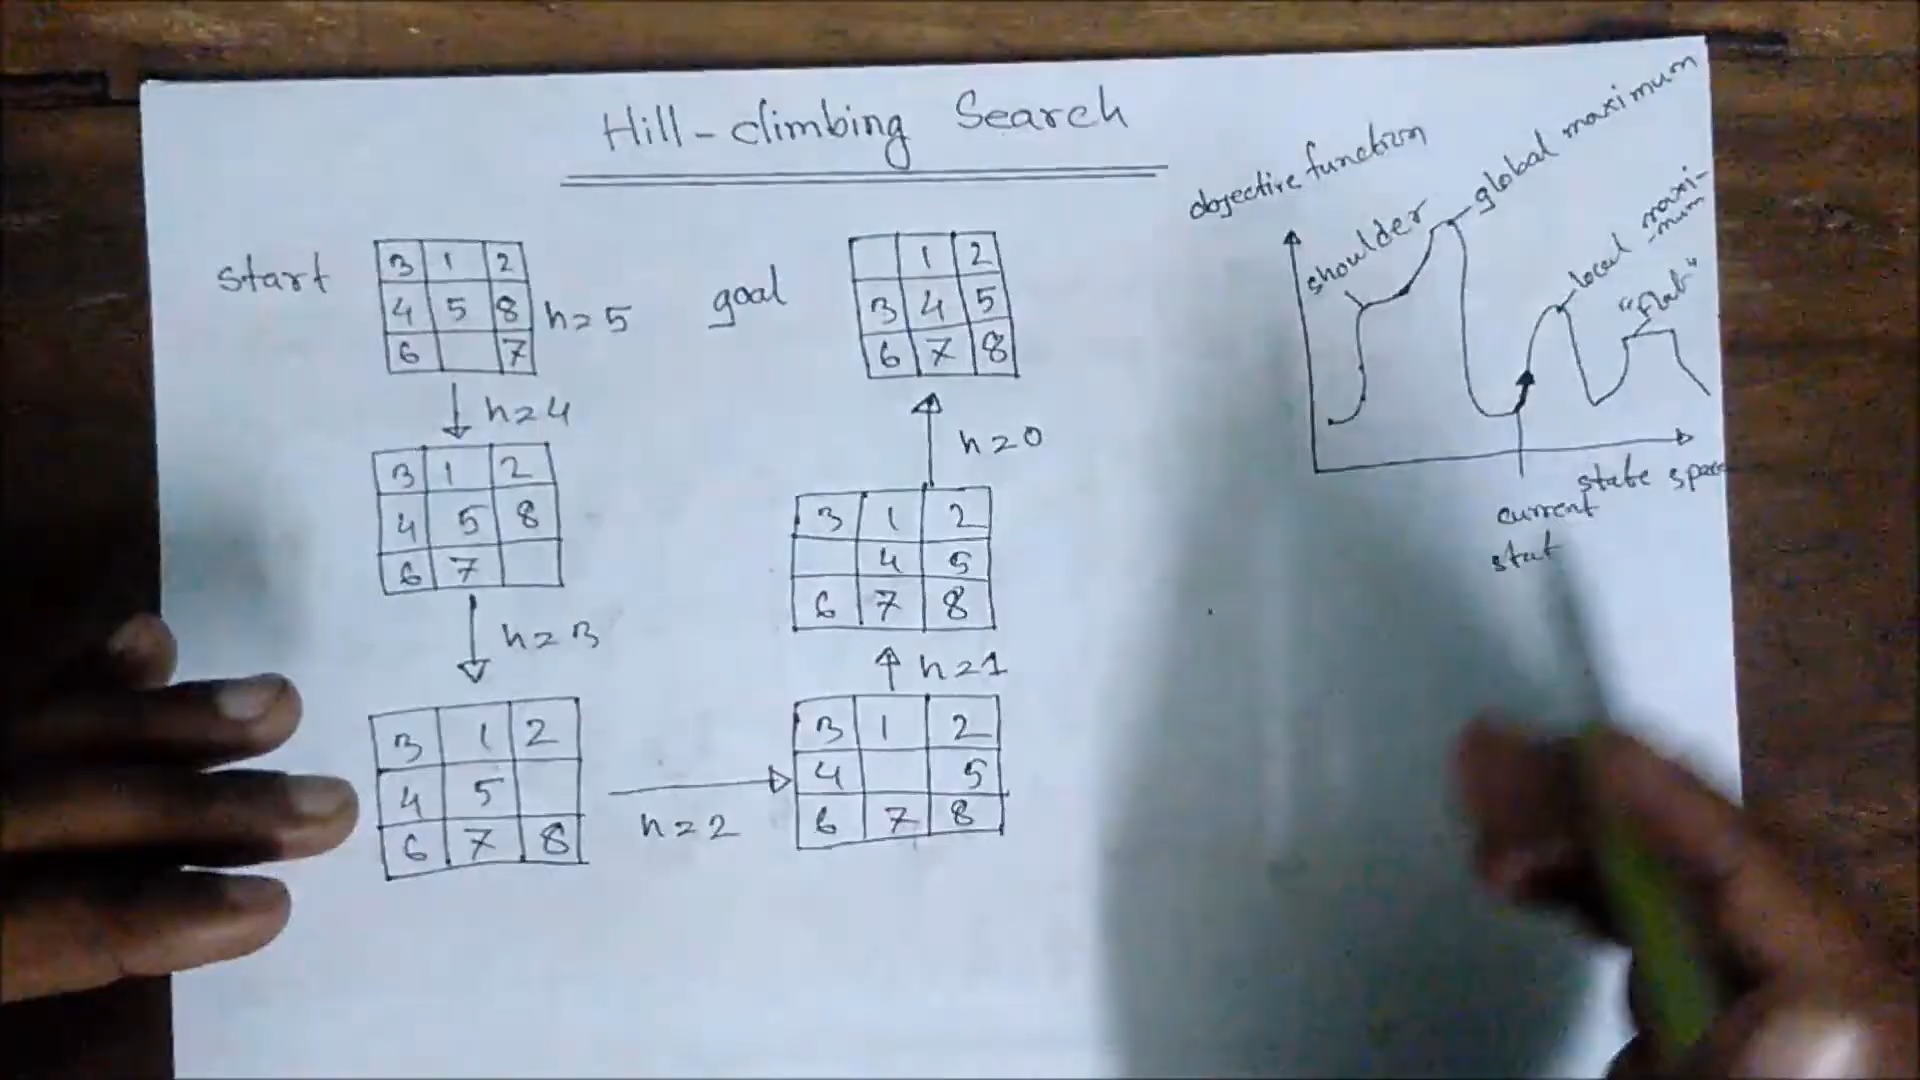 Hill-climbing Search
start
3 1 2
4 5 8
6 7
h=5
h=4
3 1 2
4 5 8
6 7
h=3
3 1 2
4 5
6 7 8
h=2
3 1 2
4 5
6 7 8
h=1
3 1 2
4 5
6 7 8
h=0
goal
1 2
3 4 5
6 7 8
objective function
shoulder
global maximum
local maxi-
-mum
"flat"
state space
current
stat